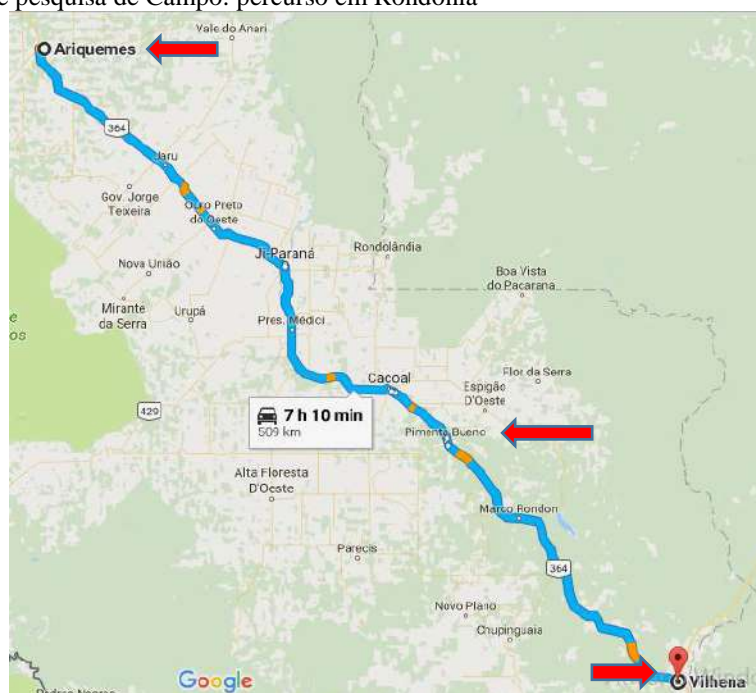 e pesquisa de Campo: percurso em Rondônia
Vale do Anari
Ariquemes
364
Jaru
Gov. Jorge
Teixeira
Ouro Preto
do Oeste
Ji-Paraná
Rondolândia
Nova União
Boa Vista
do Pacarana
Mirante
da Serra
Urupá
Pres. Médici
e
os
Cacoal
Flor da Serra
Espigão
D'Oeste
429
7 h 10 min
509 km
Pimenta Bueno
Alta Floresta
D'Oeste
Marco Rondon
Parecis
364
Novo Plano
Chupinguaia
Google
Vilhena